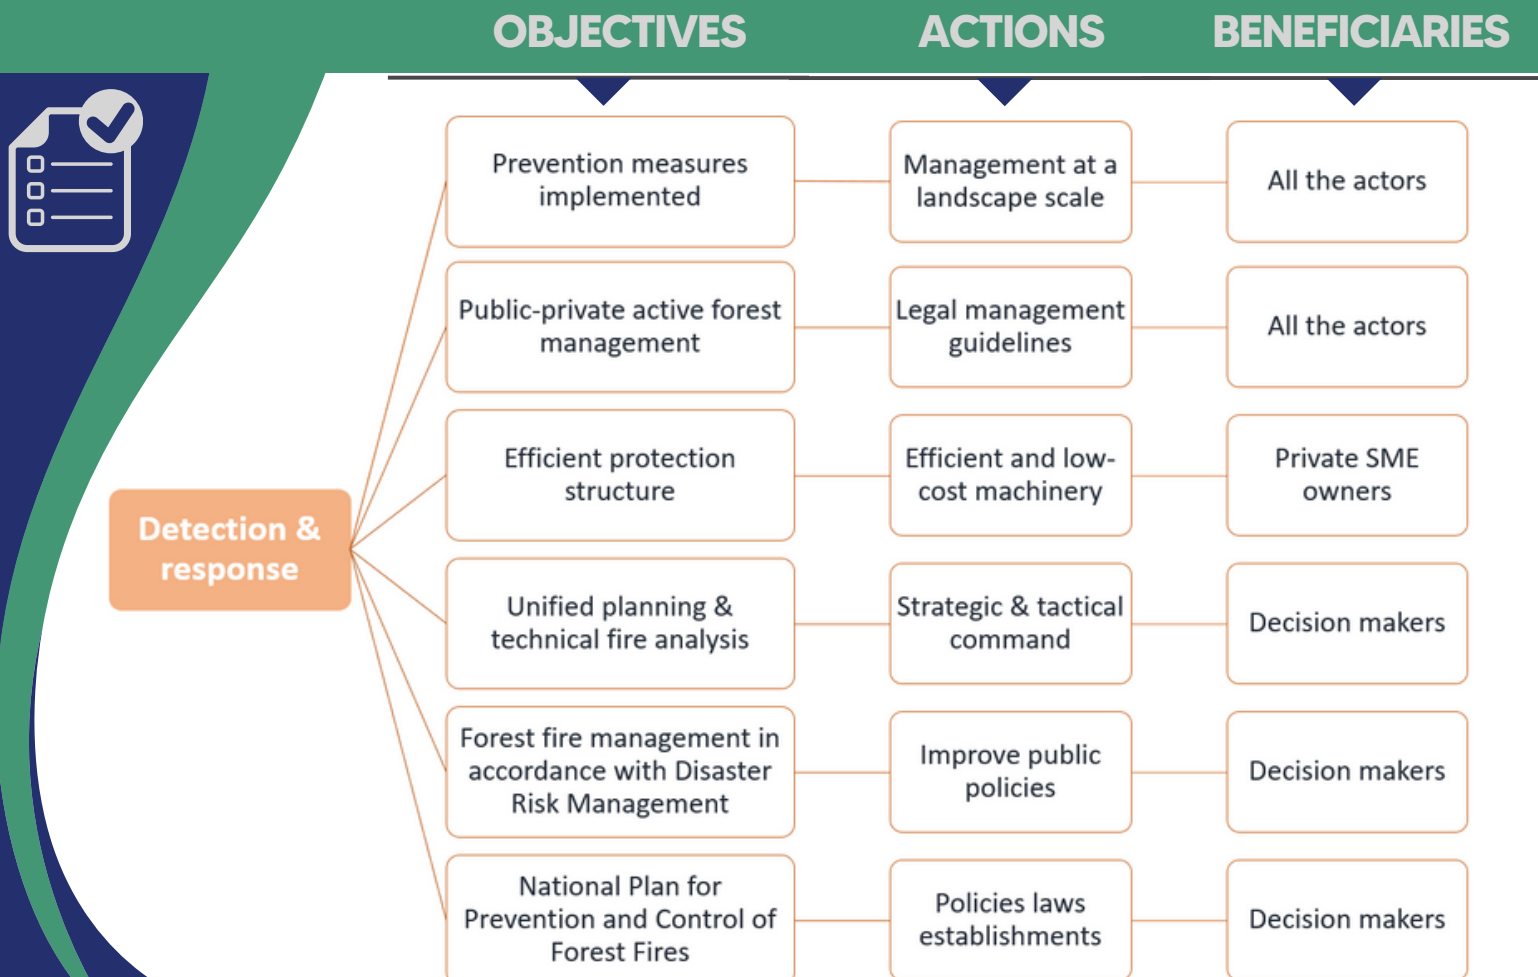 OBJECTIVES
ACTIONS
BENEFICIARIES
Detection &
response
Prevention measures
implemented
Management at a
landscape scale
All the actors
Public-private active forest
management
Legal management
guidelines
All the actors
Efficient protection
structure
Efficient and low-
cost machinery
Private SME
owners
Unified planning &
technical fire analysis
Strategic & tactical
command
Decision makers
Forest fire management in
accordance with Disaster
Risk Management
Improve public
policies
Decision makers
National Plan for
Prevention and Control of
Forest Fires
Policies laws
establishments
Decision makers